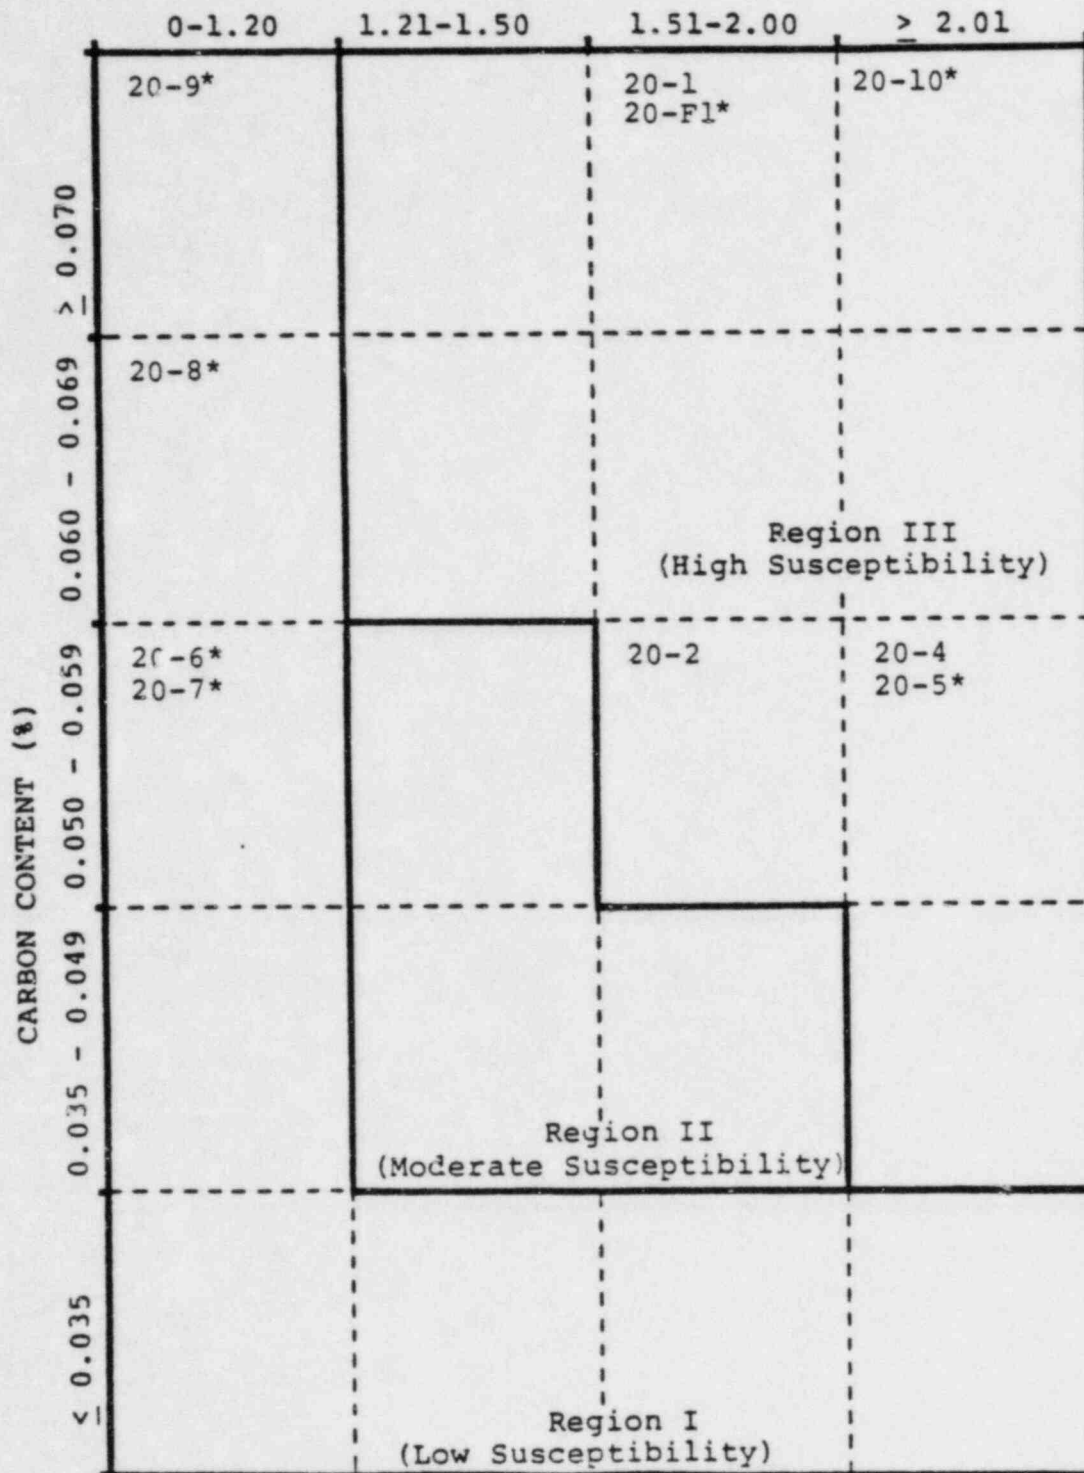 0-1.20 1.21-1.50 1.51-2.00 ≥ 2.01
20-9* 20-1 20-10*
20-F1*
≥ 0.070
20-8*
0.060 - 0.069
Region III
(High Susceptibility)
20-6* 20-2 20-4
20-7* 20-5*
0.050 - 0.059
CARBON CONTENT (%)
0.035 - 0.049
Region II
(Moderate Susceptibility)
≤ 0.035
Region I
(Low Susceptibility)